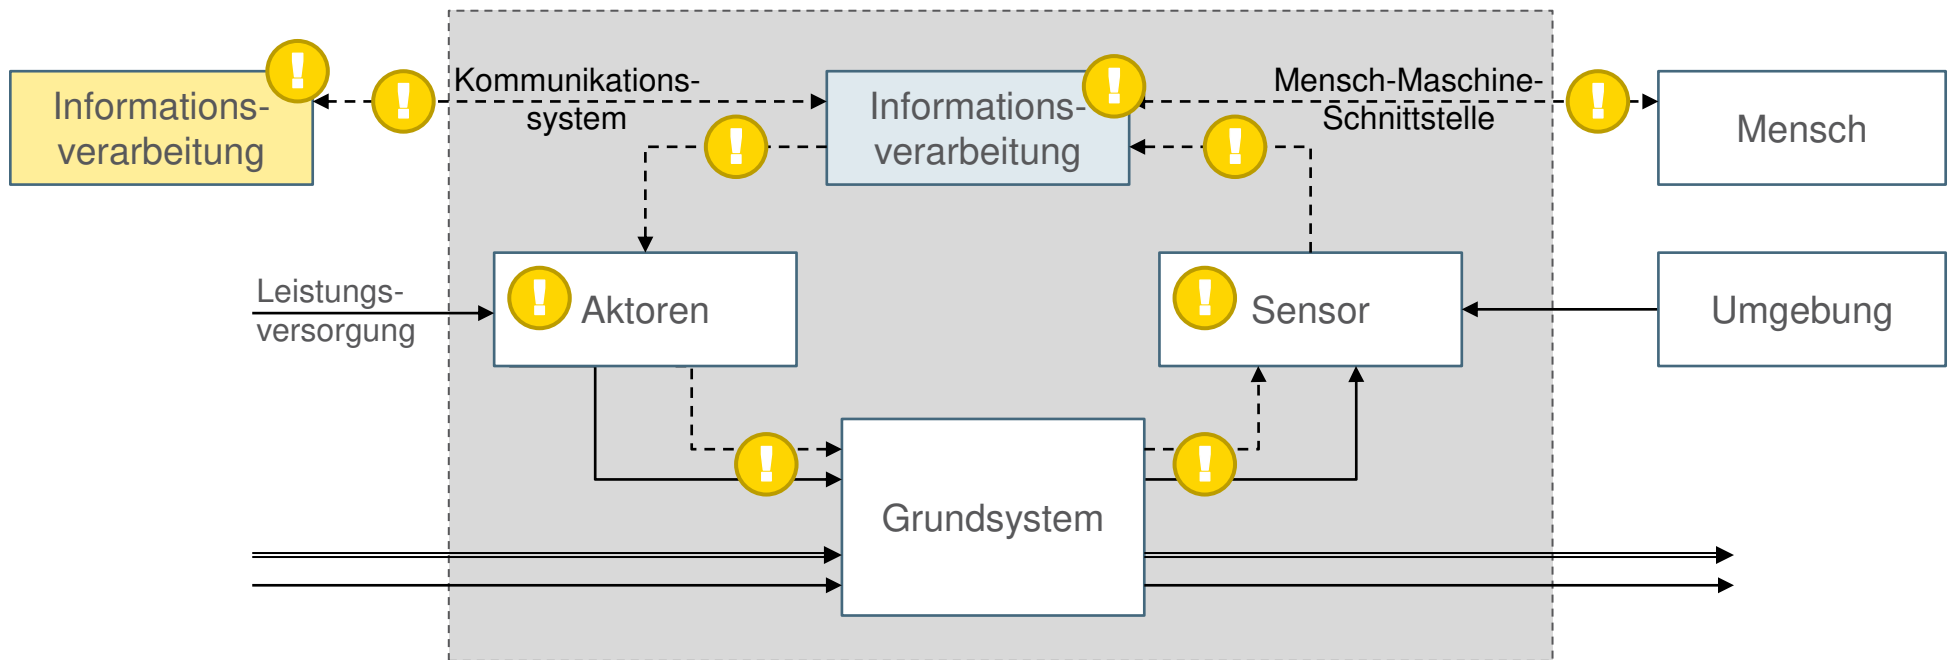 Informations-
verarbeitung
!
!
Kommunikations-
system
!
Informations-
verarbeitung
!
!
Mensch-Maschine-
Schnittstelle
!
Mensch
Leistungs-
versorgung
! Aktoren
! Sensor
Umgebung
!
!
Grundsystem